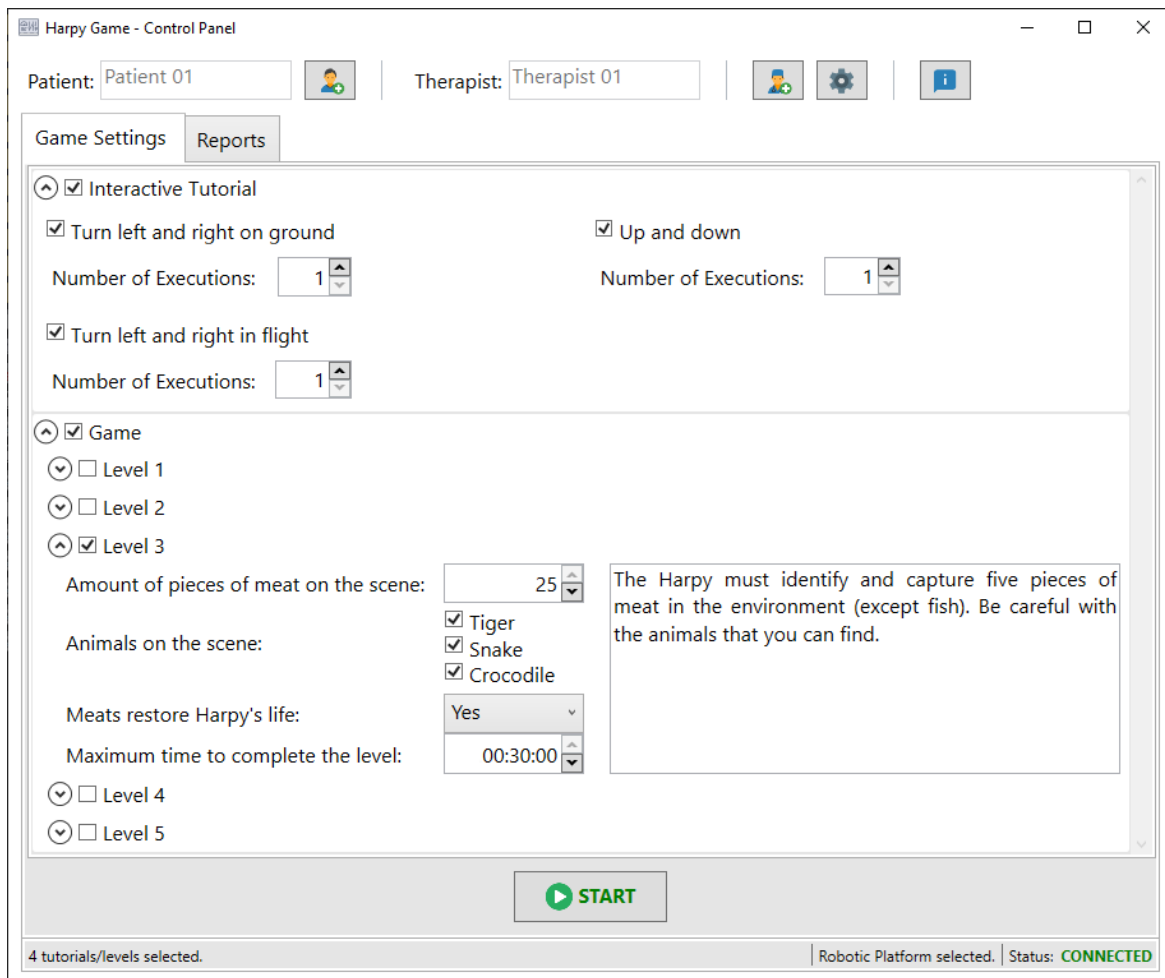 Harpy Game - Control Panel
Patient: Patient 01 Therapist: Therapist 01
Game Settings Reports
Interactive Tutorial
Turn left and right on ground Up and down
Number of Executions: 1 Number of Executions: 1
Turn left and right in flight
Number of Executions: 1
Game
Level 1
Level 2
Level 3
Amount of pieces of meat on the scene: 25
Animals on the scene:
Tiger
Snake
Crocodile
Meats restore Harpy's life: Yes
Maximum time to complete the level: 00:30:00
The Harpy must identify and capture five pieces of
meat in the environment (except fish). Be careful with
the animals that you can find.
Level 4
Level 5
START
4 tutorials/levels selected. Robotic Platform selected. Status: CONNECTED